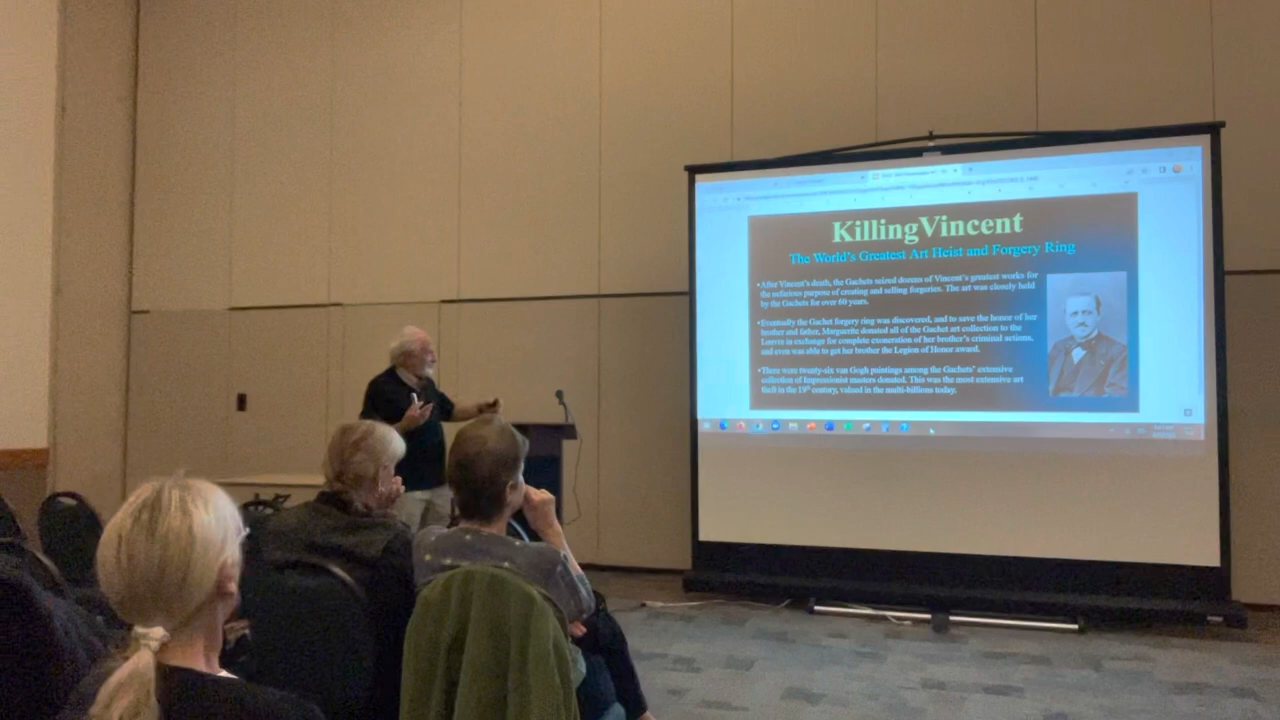 KillingVincent
The World's Greatest Art Heist and Forgery Ring
•After Vincent's death, the Gachets seized dozens of Vincent's greatest works for
the nefarious purpose of creating and selling forgeries. The art was closely held
by the Gachets for over 60 years.
•Eventually the Gachet forgery ring was discovered, and to save the honor of her
brother and father, Marguerite donated all of the Gachet art collection to the
Louvre in exchange for complete exoneration of her brother's criminal actions,
and even was able to get her brother the Legion of Honor award.
•There were twenty-six van Gogh paintings among the Gachets' extensive
collection of Impressionist masters donated. This was the most extensive art
theft in the 19th century, valued in the multi-billions today.